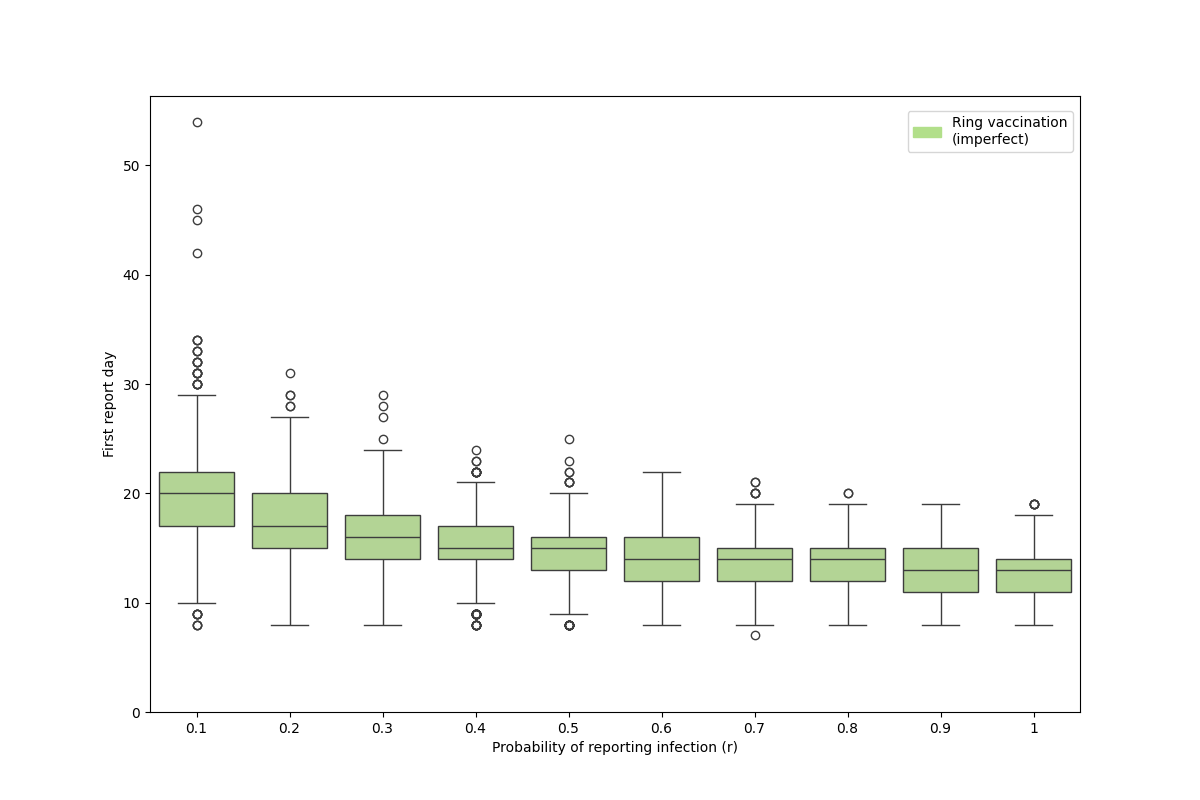 Ring vaccination
(imperfect)
50
40
30
20
10
0
First report day
0.1 0.2 0.3 0.4 0.5 0.6 0.7 0.8 0.9 1
Probability of reporting infection (r)